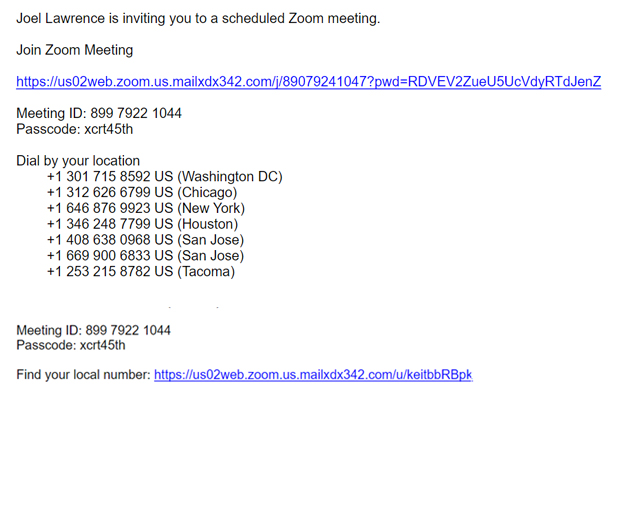 Joel Lawrence is inviting you to a scheduled Zoom meeting.
Join Zoom Meeting
https://us02web.zoom.us.mailxdx342.com/j/89079241047?pwd=RDVEV2ZueU5UcVdyRTdJenZ
Meeting ID: 899 7922 1044
Passcode: xcrt45th
Dial by your location
+1 301 715 8592 US (Washington DC)
+1 312 626 6799 US (Chicago)
+1 646 876 9923 US (New York)
+1 346 248 7799 US (Houston)
+1 408 638 0968 US (San Jose)
+1 669 900 6833 US (San Jose)
+1 253 215 8782 US (Tacoma)
Meeting ID: 899 7922 1044
Passcode: xcrt45th
Find your local number: https://us02web.zoom.us.mailxdx342.com/u/keitbbRBpk